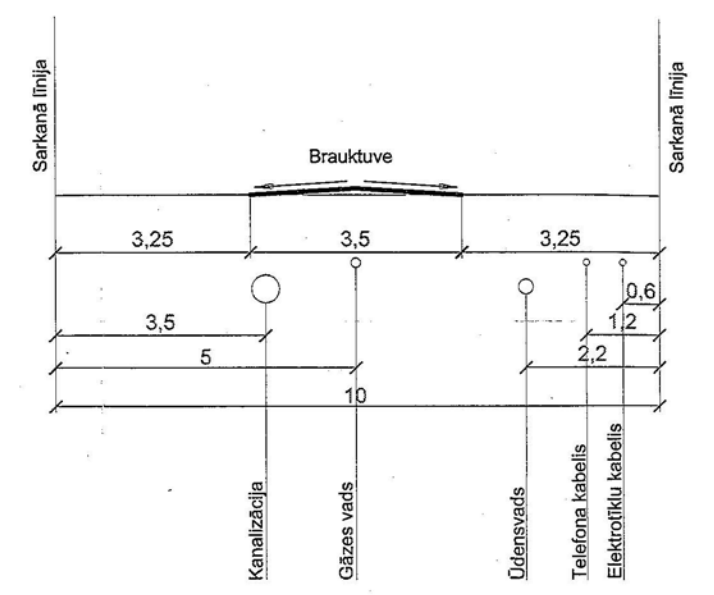 Sarkanā līnija
Sarkanā līnija
Brauktuve
3,25
3,5
3,25
0,6
3,5
1,2
5
2,2
10
Kanalizācija
Gāzes vads
Ūdensvads
Telefona kabelis
Elektrotīklu kabelis